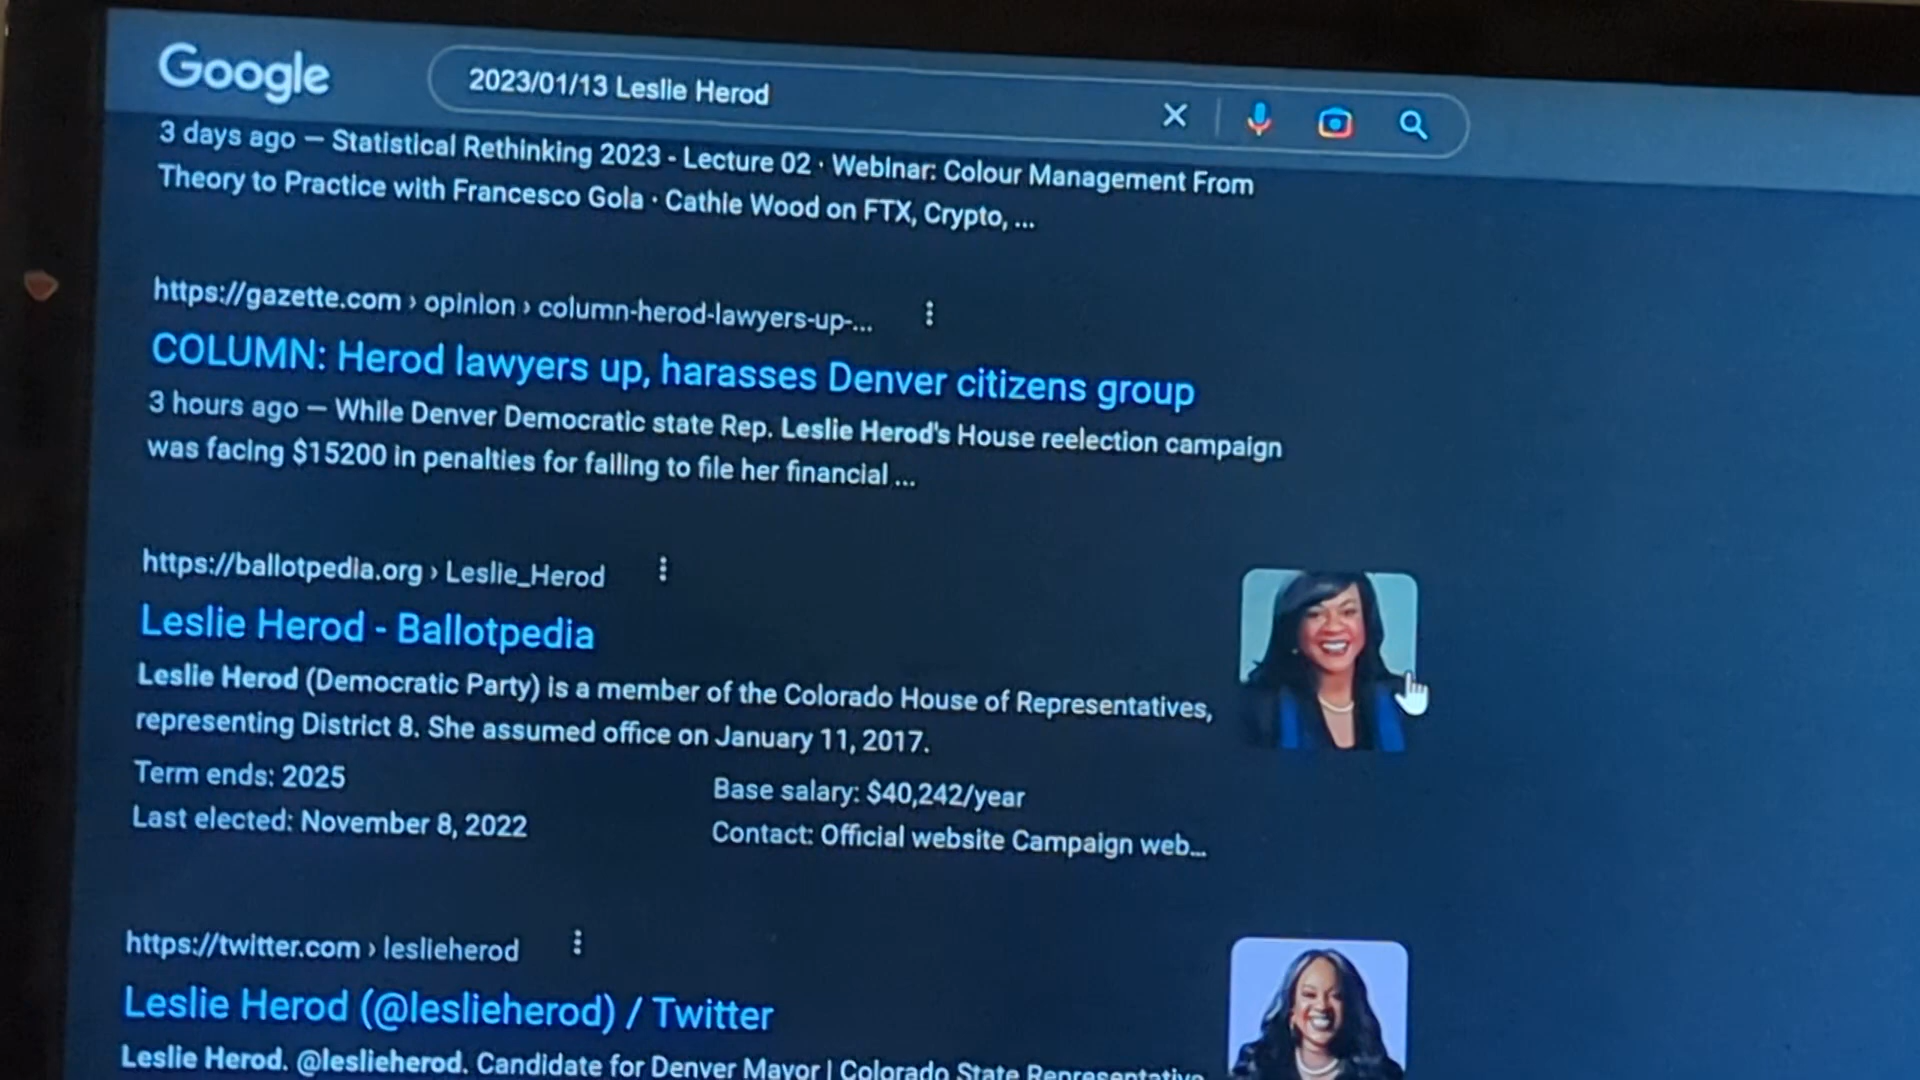 Google
2023/01/13 Leslie Herod
3 days ago — Statistical Rethinking 2023 - Lecture 02 · Webinar: Colour Management From
Theory to Practice with Francesco Gola · Cathie Wood on FTX, Crypto, ...
https://gazette.com › opinion › column-herod-lawyers-up-...
COLUMN: Herod lawyers up, harasses Denver citizens group
3 hours ago — While Denver Democratic state Rep. Leslie Herod's House reelection campaign
was facing $15200 in penalties for failing to file her financial ...
https://ballotpedia.org › Leslie_Herod
Leslie Herod - Ballotpedia
Leslie Herod (Democratic Party) is a member of the Colorado House of Representatives,
representing District 8. She assumed office on January 11, 2017.
Term ends: 2025
Base salary: $40,242/year
Last elected: November 8, 2022
Contact: Official website Campaign web...
https://twitter.com › leslieherod
Leslie Herod (@leslieherod) / Twitter
Leslie Herod. @leslieherod. Candidate for Denver Mayor | Colorado State Representative